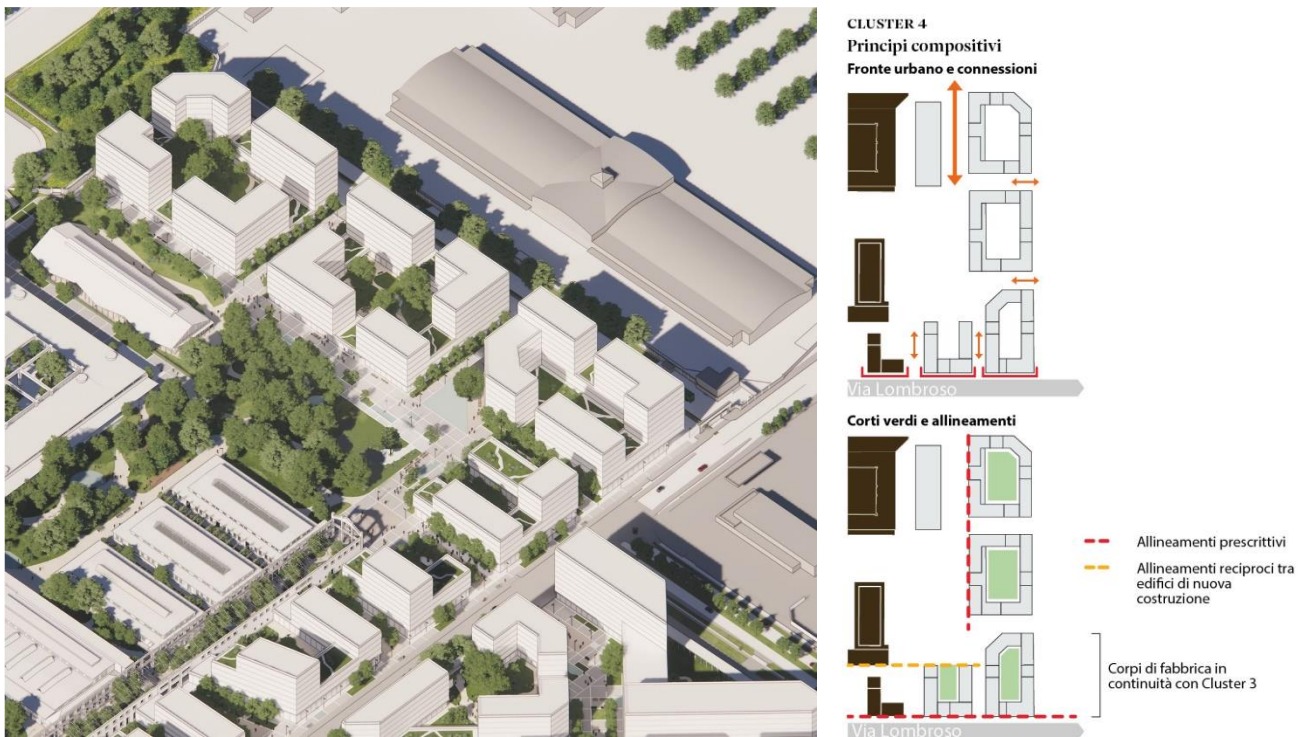 CLUSTER 4
Principi compositivi
Fronte urbano e connessioni
Via Lombroso
Corti verdi e allineamenti
Allineamenti prescrittivi
Allineamenti reciproci tra
edifici di nuova
costruzione
Corpi di fabbrica in
continuità con Cluster 3
Via Lombroso